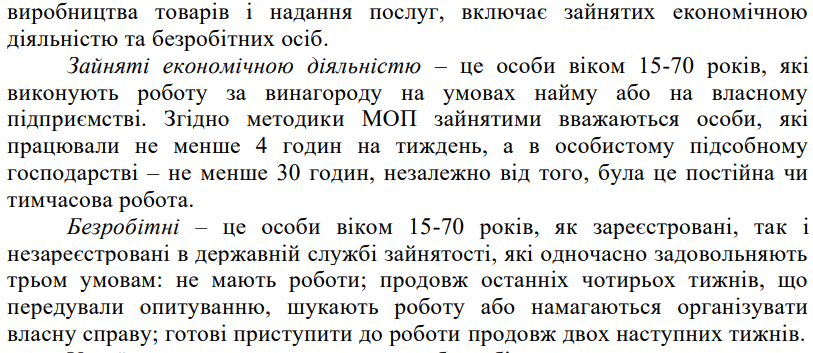 виробництва товарів і надання послуг, включає зайнятих економічною
діяльністю та безробітних осіб.
Зайняті економічною діяльністю – це особи віком 15-70 років, які
виконують роботу за винагороду на умовах найму або на власному
підприємстві. Згідно методики МОП зайнятими вважаються особи, які
працювали не менше 4 годин на тиждень, а в особистому підсобному
господарстві – не менше 30 годин, незалежно від того, була це постійна чи
тимчасова робота.
Безробітні – це особи віком 15-70 років, як зареєстровані, так і
незареєстровані в державній службі зайнятості, які одночасно задовольняють
трьом умовам: не мають роботи; продовж останніх чотирьох тижнів, що
передували опитуванню, шукають роботу або намагаються організувати
власну справу; готові приступити до роботи продовж двох наступних тижнів.